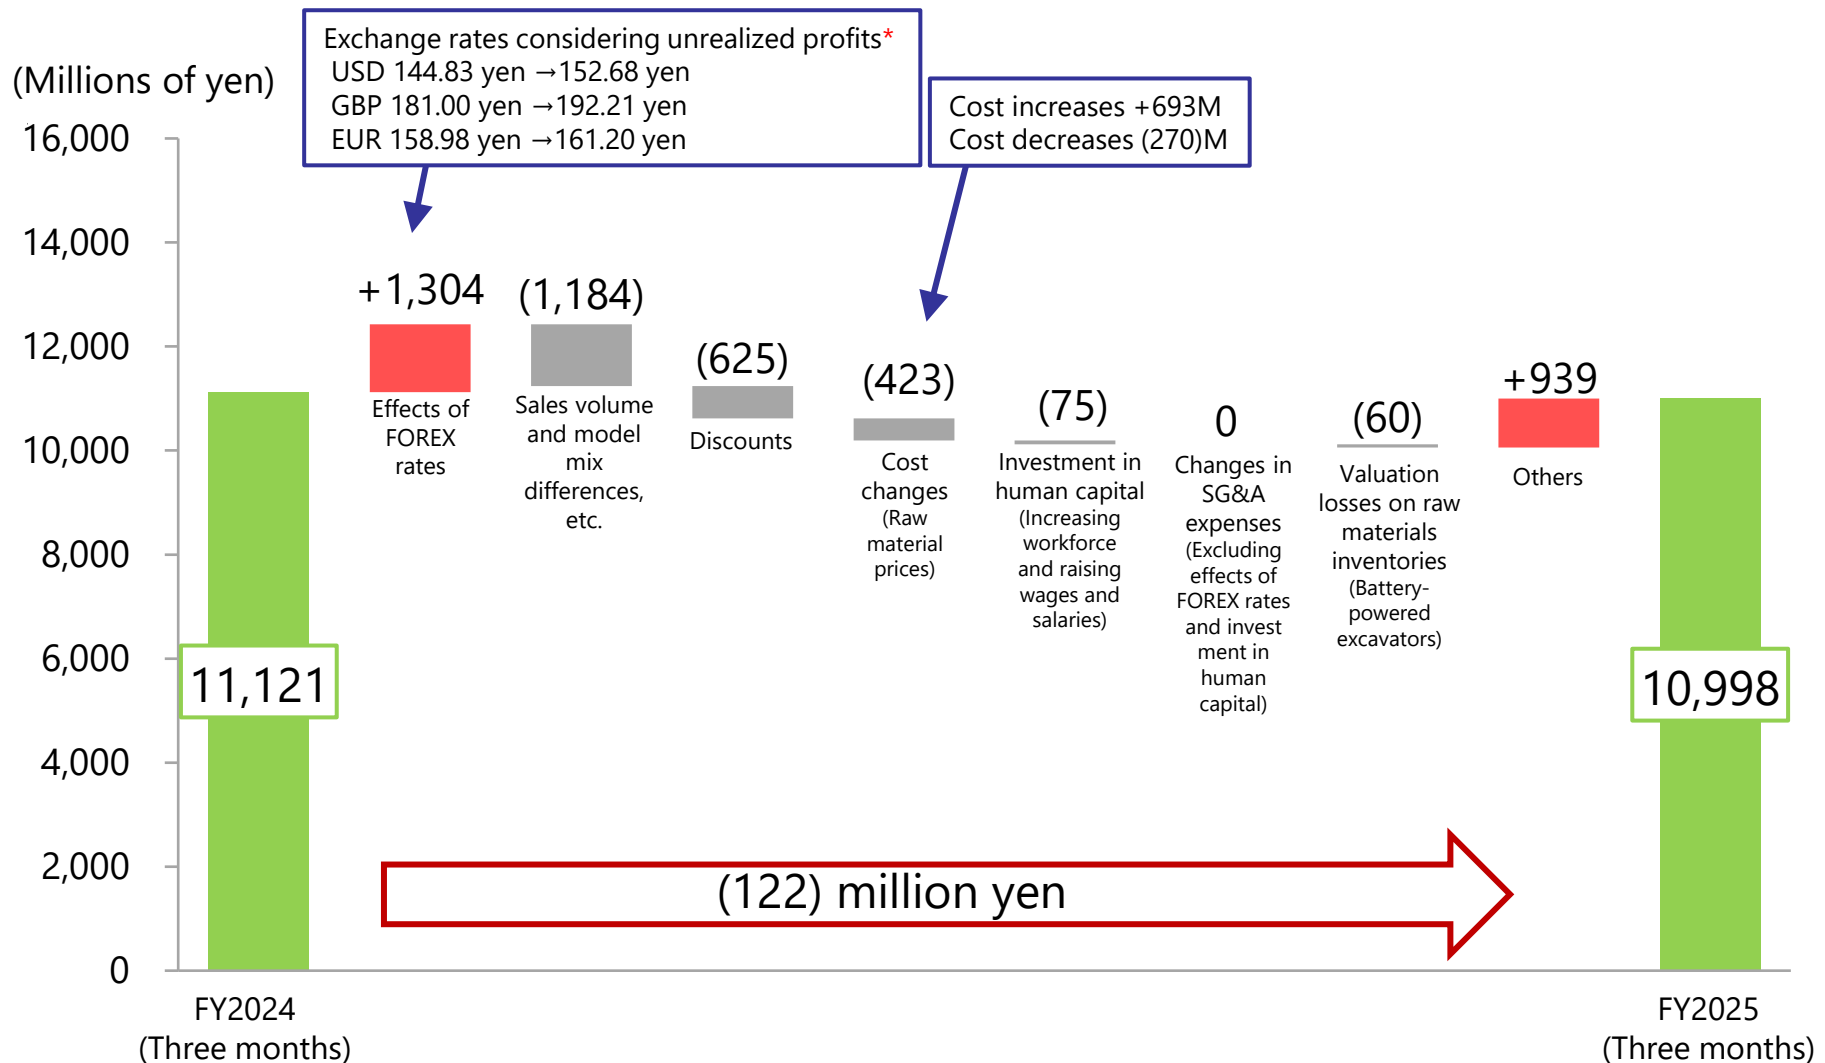 Exchange rates considering unrealized profits*
USD 144.83 yen →152.68 yen
GBP 181.00 yen →192.21 yen
EUR 158.98 yen →161.20 yen
Cost increases +693M
Cost decreases (270)M
(Millions of yen)
16,000
14,000
12,000
10,000
8,000
6,000
4,000
2,000
0
11,121
FY2024
(Three months)
+1,304
Effects of
FOREX
rates
(1,184)
Sales volume
and model
mix
differences,
etc.
(625)
Discounts
(423)
Cost
changes
(Raw
material
prices)
(75)
Investment in
human capital
(Increasing
workforce
and raising
wages and
salaries)
0
Changes in
SG&A
expenses
(Excluding
effects of
FOREX rates
and invest
ment in
human
capital)
(60)
Valuation
losses on raw
materials
inventories
(Battery-
powered
excavators)
+939
Others
10,998
FY2025
(Three months)
(122) million yen